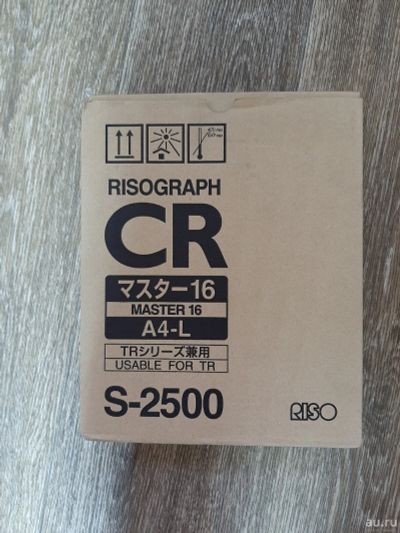 RISOGRAPH
CR
マスター16
MASTER 16
A4-L
TRシリーズ兼用
USABLE FOR TR
S-2500
RISO
au.ru